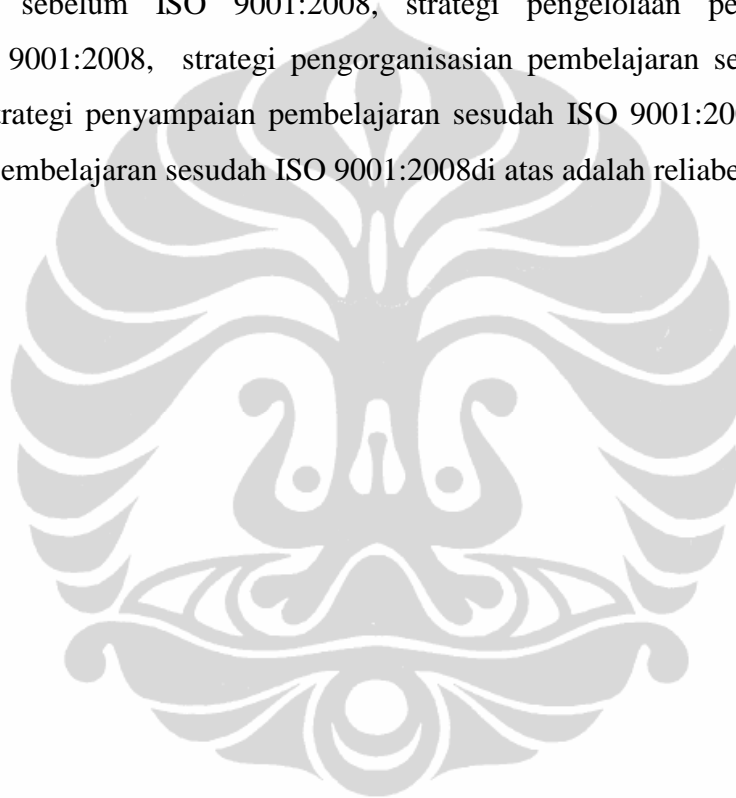 sebelum ISO 9001:2008, strategi pengelolaan pe
9001:2008, strategi pengorganisasian pembelajaran se
trategi penyampaian pembelajaran sesudah ISO 9001:20
embelajaran sesudah ISO 9001:2008di atas adalah reliabe